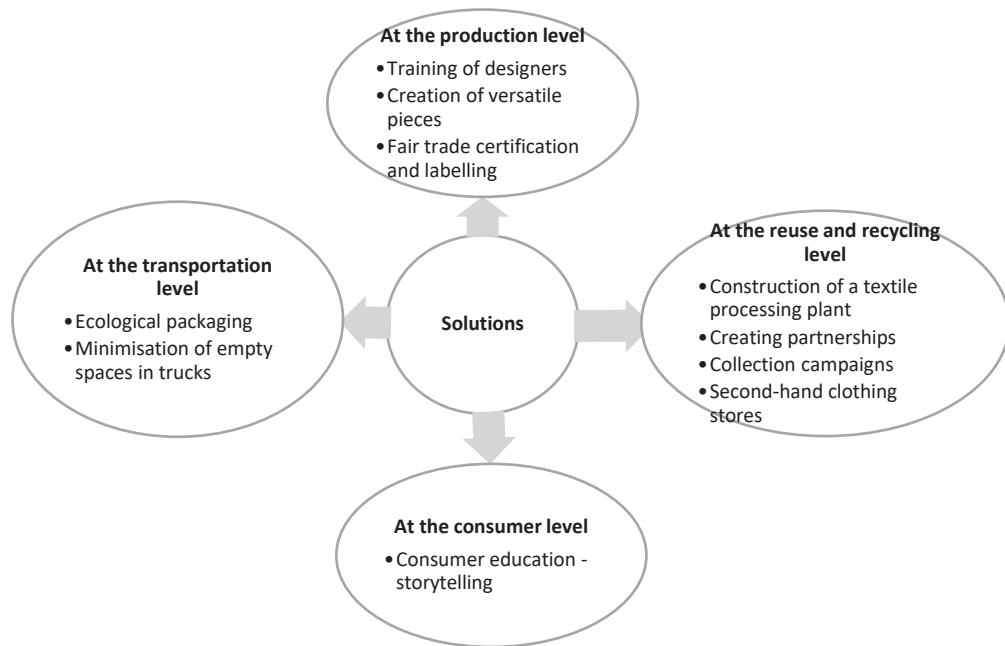 At the production level
•Training of designers
•Creation of versatile
pieces
•Fair trade certification
and labelling
At the transportation
level
•Ecological packaging
•Minimisation of empty
spaces in trucks
Solutions
At the reuse and recycling
level
•Construction of a textile
processing plant
•Creating partnerships
•Collection campaigns
•Second-hand clothing
stores
At the consumer level
•Consumer education -
storytelling